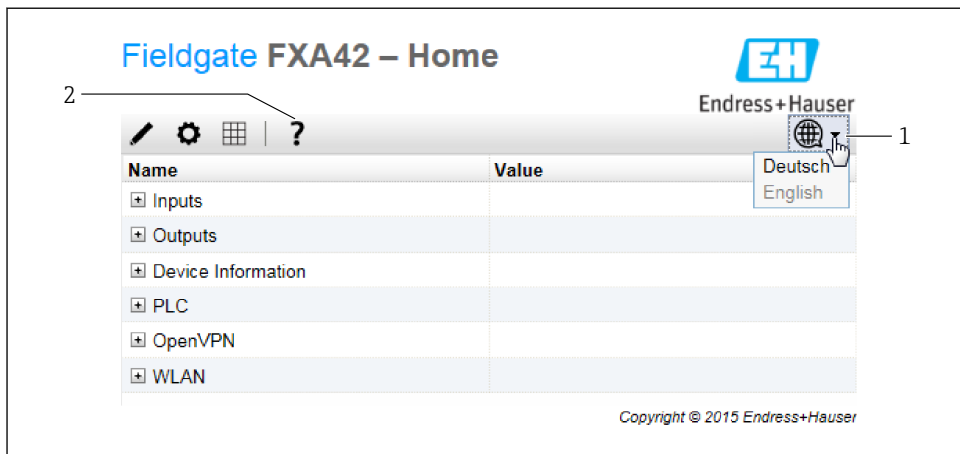 Fieldgate FXA42 – Home
EH
Endress+Hauser
2
?
1
Name Value
Deutsch
English
Inputs
Outputs
Device Information
PLC
OpenVPN
WLAN
Copyright © 2015 Endress+Hauser